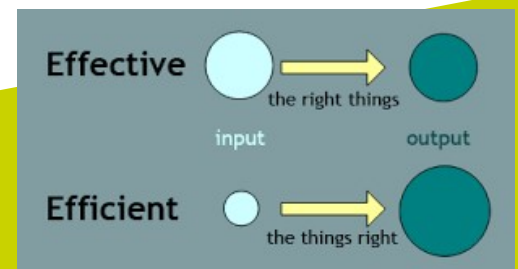 Effective
the right things
input output
Efficient
the things right